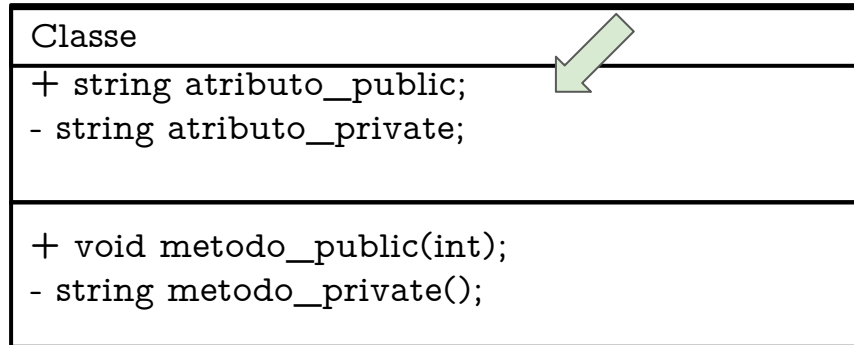 Classe
+ string atributo_public;
- string atributo_private;
+ void metodo_public(int);
- string metodo_private();